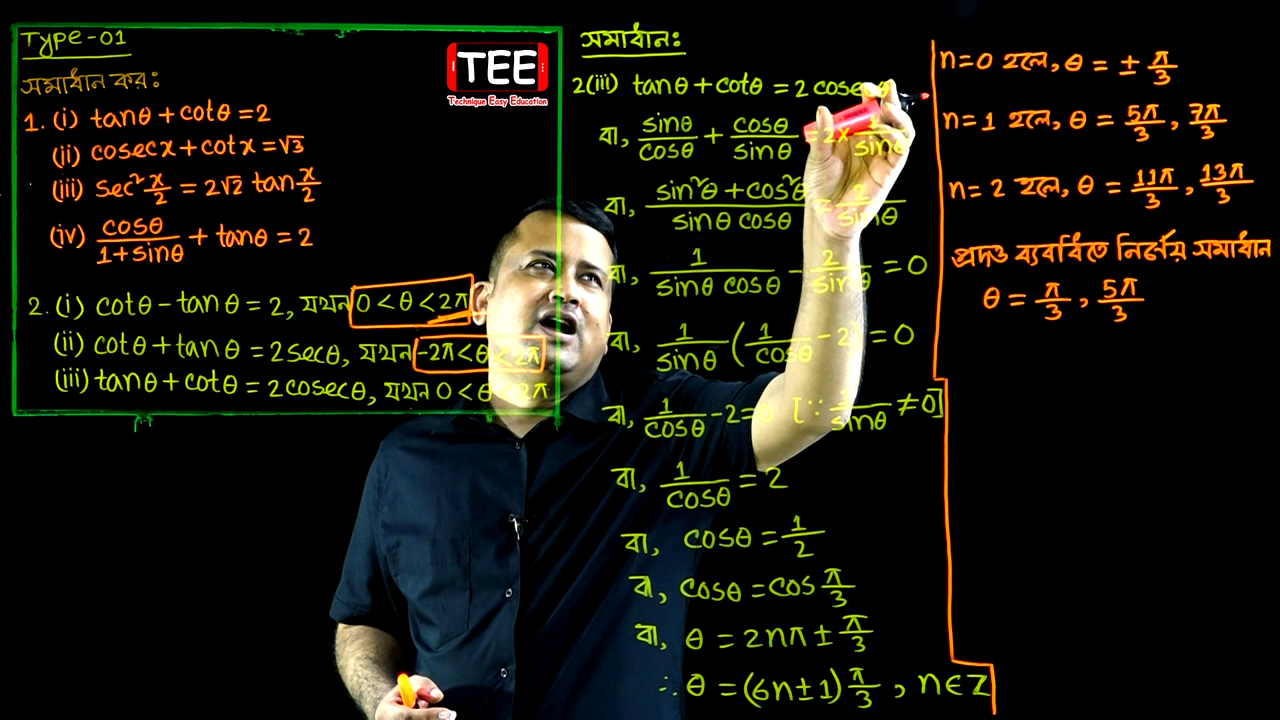 Type-01
সমাধান কর:
1. (i) tanθ + cotθ = 2
(ii) cosecx + cotx = √3
(iii) sec² x/2 = 2√2 tan x/2
(iv) cosθ/(1+sinθ) + tanθ = 2
2. (i) cotθ - tanθ = 2, যখন 0 < θ < 2π
(ii) cotθ + tanθ = 2secθ, যখন -2π < θ < 2π
(iii) tanθ + cotθ = 2cosecθ, যখন 0 < θ < 2π
TEE
Technique Easy Education
সমাধান:
2(iii) tanθ + cotθ = 2 cosecθ
বা, sinθ/cosθ + cosθ/sinθ = 2 × 1/sinθ
বা, (sin²θ + cos²θ)/(sinθ cosθ) = 2/sinθ
বা, 1/(sinθ cosθ) - 2/sinθ = 0
বা, 1/sinθ (1/cosθ - 2) = 0
বা, 1/cosθ - 2 = 0 [∵ 1/sinθ ≠ 0]
বা, 1/cosθ = 2
বা, cosθ = 1/2
বা, cosθ = cos π/3
বা, θ = 2nπ ± π/3
∴ θ = (6n±1) π/3, n∈Z
n=0 হলে, θ = ± π/3
n=1 হলে, θ = 5π/3, 7π/3
n=2 হলে, θ = 11π/3, 13π/3
প্রদত্ত ব্যবধিতে নির্ণেয় সমাধান
θ = π/3, 5π/3